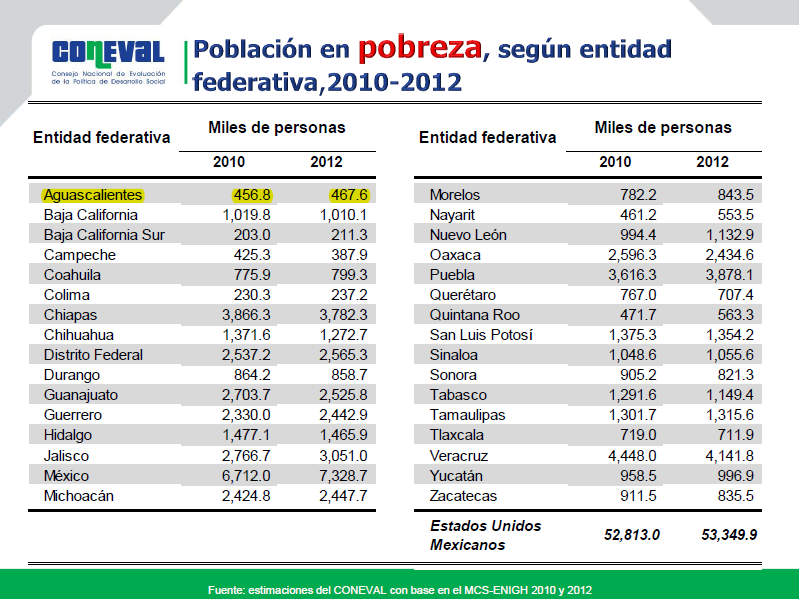 CONEVAL
Consejo Nacional de Evaluación
de la Política de Desarrollo Social
Población en pobreza, según entidad
federativa,2010-2012
Entidad federativa Miles de personas
2010 2012
Aguascalientes 456.8 467.6
Baja California 1,019.8 1,010.1
Baja California Sur 203.0 211.3
Campeche 425.3 387.9
Coahuila 775.9 799.3
Colima 230.3 237.2
Chiapas 3,866.3 3,782.3
Chihuahua 1,371.6 1,272.7
Distrito Federal 2,537.2 2,565.3
Durango 864.2 858.7
Guanajuato 2,703.7 2,525.8
Guerrero 2,330.0 2,442.9
Hidalgo 1,477.1 1,465.9
Jalisco 2,766.7 3,051.0
México 6,712.0 7,328.7
Michoacán 2,424.8 2,447.7
Entidad federativa Miles de personas
2010 2012
Morelos 782.2 843.5
Nayarit 461.2 553.5
Nuevo León 994.4 1,132.9
Oaxaca 2,596.3 2,434.6
Puebla 3,616.3 3,878.1
Querétaro 767.0 707.4
Quintana Roo 471.7 563.3
San Luis Potosí 1,375.3 1,354.2
Sinaloa 1,048.6 1,055.6
Sonora 905.2 821.3
Tabasco 1,291.6 1,149.4
Tamaulipas 1,301.7 1,315.6
Tlaxcala 719.0 711.9
Veracruz 4,448.0 4,141.8
Yucatán 958.5 996.9
Zacatecas 911.5 835.5
Estados Unidos
Mexicanos 52,813.0 53,349.9
Fuente: estimaciones del CONEVAL con base en el MCS-ENIGH 2010 y 2012